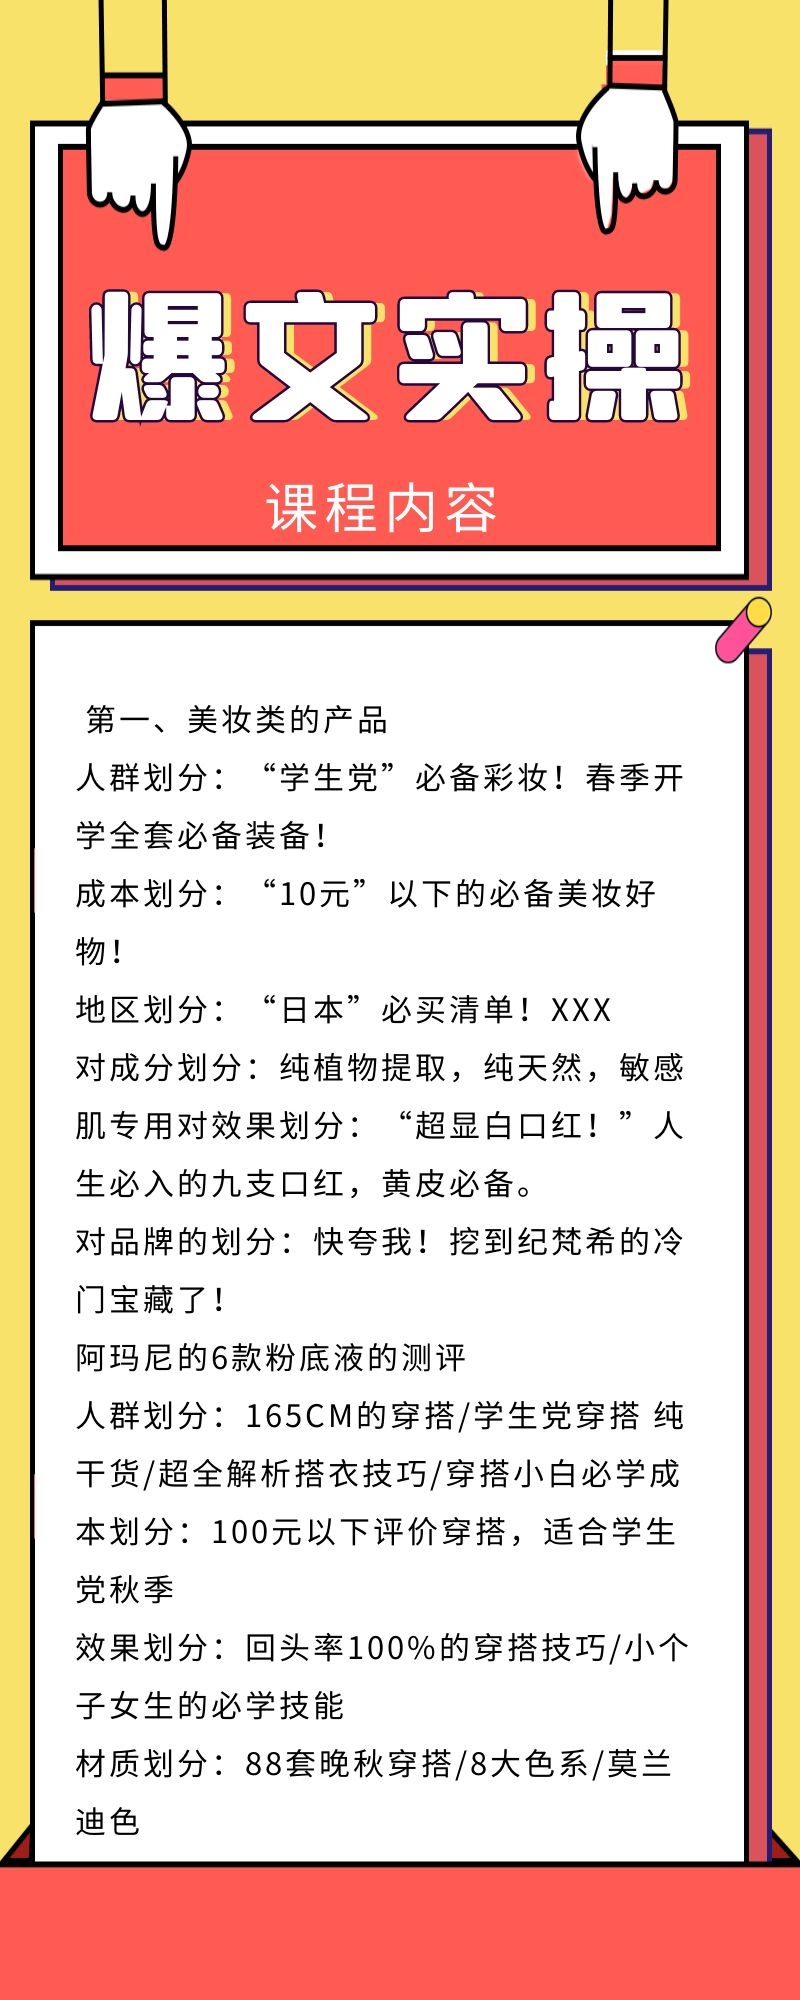 爆文实操
课程内容
第一、美妆类的产品
人群划分：“学生党”必备彩妆！春季开
学全套必备装备！
成本划分：“10元”以下的必备美妆好
物！
地区划分：“日本”必买清单！XXX
对成分划分：纯植物提取，纯天然，敏感
肌专用对效果划分：“超显白口红！”人
生必入的九支口红，黄皮必备。
对品牌的划分：快夸我！挖到纪梵希的冷
门宝藏了！
阿玛尼的6款粉底液的测评
人群划分：165CM的穿搭/学生党穿搭 纯
干货/超全解析搭衣技巧/穿搭小白必学成
本划分：100元以下评价穿搭，适合学生
党秋季
效果划分：回头率100%的穿搭技巧/小个
子女生的必学技能
材质划分：88套晚秋穿搭/8大色系/莫兰
迪色